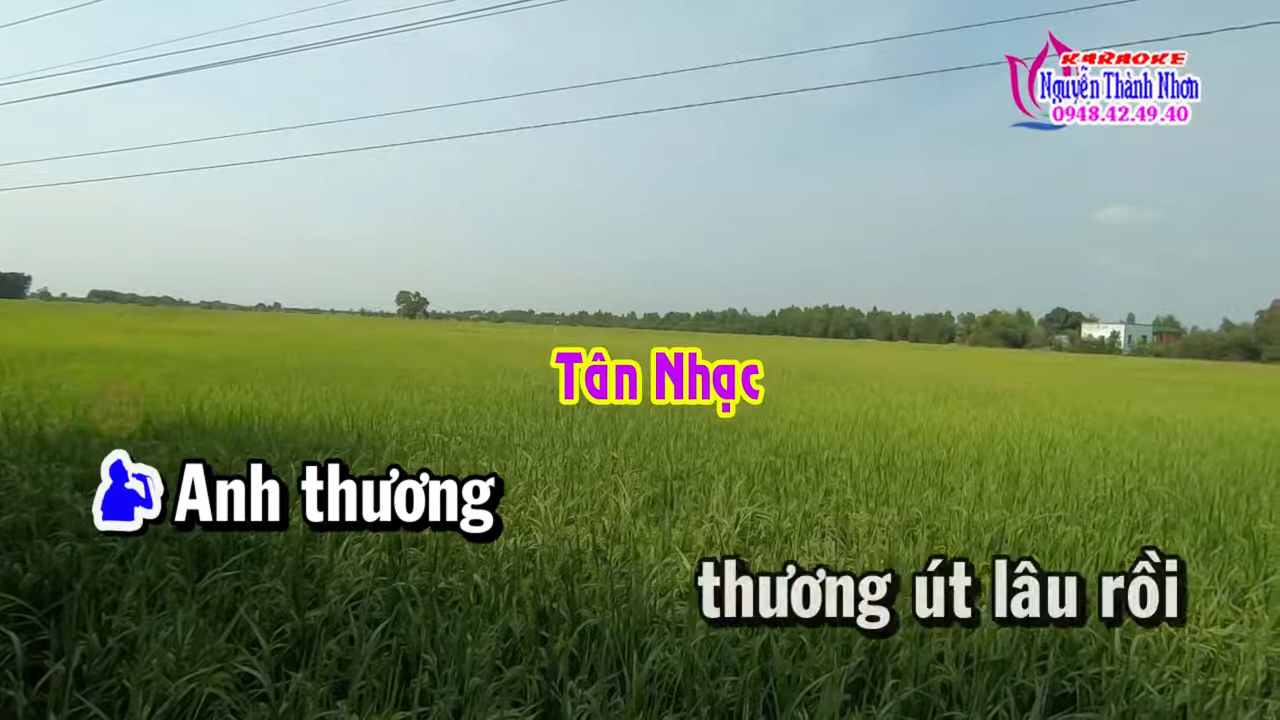 KARAOKE
Nguyễn Thành Nhơn
0948.42.49.40
Tân Nhạc
Anh thương
thương út lâu rồi